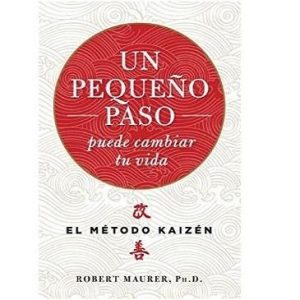 UN
PEQUEÑO
PASO
puede cambiar
tu vida
改
EL MÉTODO KAIZÉN
善
ROBERT MAURER, PH.D.